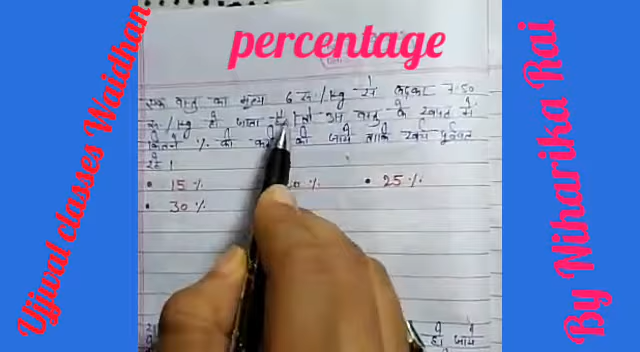 percentage
Ujjwal classes Waidhan
By Niharika Rai
एक वस्तु का मूल्य 6 रु./kg से बढ़कर 7.50
रु./kg हो जाता है। तो उस वस्तु के खपत में
कितने % की कमी की जाये ताकि खर्च पूर्ववत
रहे।
• 15% %  • 25%
• 30%